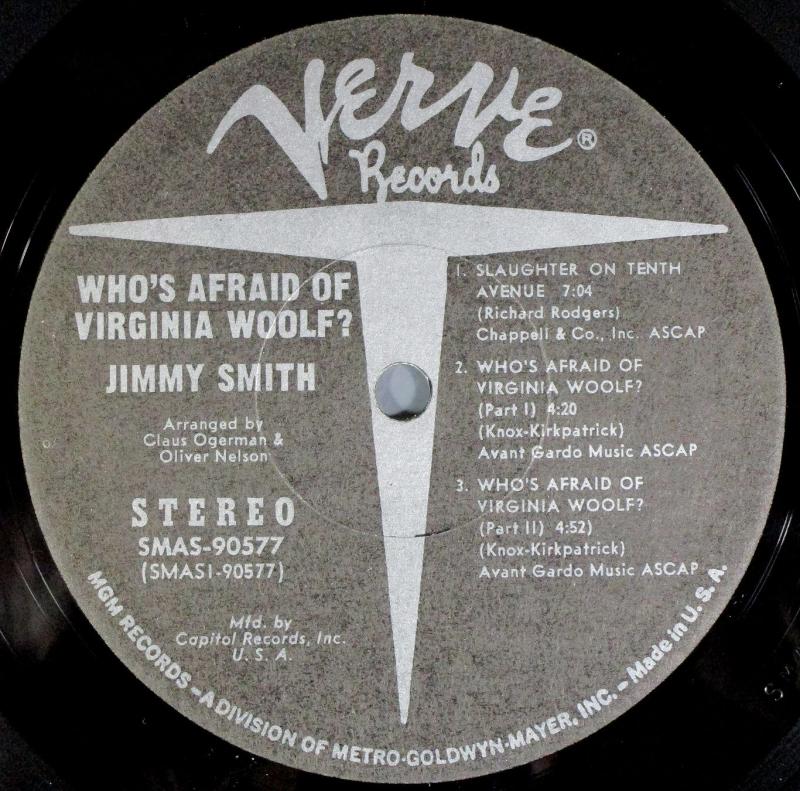 Verve®
Records
WHO'S AFRAID OF
VIRGINIA WOOLF?
JIMMY SMITH
Arranged by
Claus Ogerman &
Oliver Nelson
STEREO
SMAS-90577
(SMAS1-90577)
Mfd. by
Capitol Records, Inc.
U. S. A.
1. SLAUGHTER ON TENTH
AVENUE 7:04
(Richard Rodgers)
Chappell & Co., Inc. ASCAP
2. WHO'S AFRAID OF
VIRGINIA WOOLF?
(Part I) 4:20
(Knox-Kirkpatrick)
Avant Gardo Music ASCAP
3. WHO'S AFRAID OF
VIRGINIA WOOLF?
(Part II) 4:52)
(Knox-Kirkpatrick)
Avant Gardo Music ASCAP
MGM RECORDS – A DIVISION OF METRO-GOLDWYN-MAYER, INC. – Made in U. S. A.